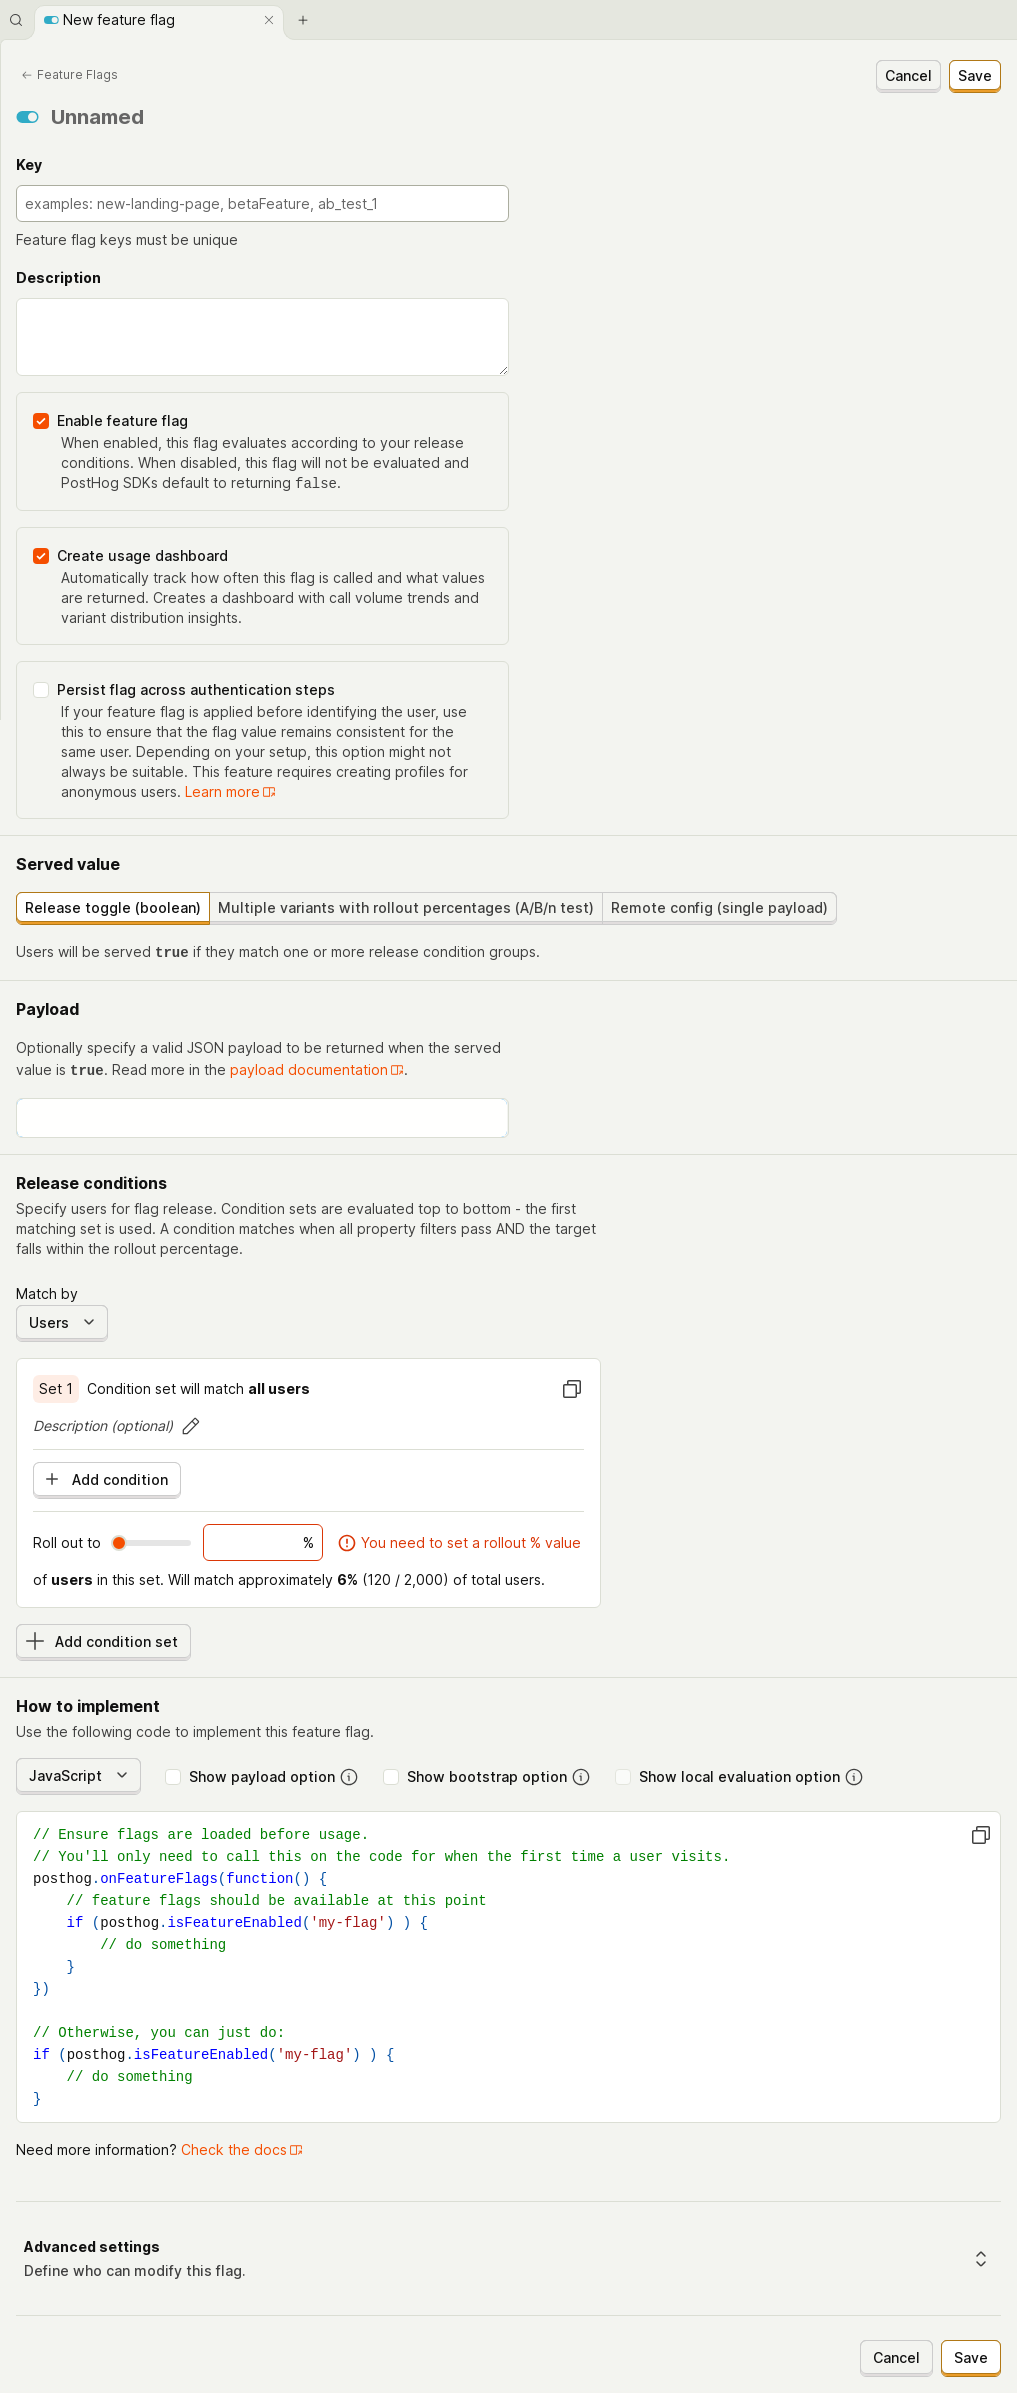 New feature flag
Feature Flags
Cancel
Save
Unnamed
Key
examples: new-landing-page, betaFeature, ab_test_1
Feature flag keys must be unique
Description
Enable feature flag
When enabled, this flag evaluates according to your release
conditions. When disabled, this flag will not be evaluated and
PostHog SDKs default to returning false.
Create usage dashboard
Automatically track how often this flag is called and what values
are returned. Creates a dashboard with call volume trends and
variant distribution insights.
Persist flag across authentication steps
If your feature flag is applied before identifying the user, use
this to ensure that the flag value remains consistent for the
same user. Depending on your setup, this option might not
always be suitable. This feature requires creating profiles for
anonymous users. Learn more
Served value
Release toggle (boolean)
Multiple variants with rollout percentages (A/B/n test)
Remote config (single payload)
Users will be served true if they match one or more release condition groups.
Payload
Optionally specify a valid JSON payload to be returned when the served
value is true. Read more in the payload documentation.
Release conditions
Specify users for flag release. Condition sets are evaluated top to bottom - the first
matching set is used. A condition matches when all property filters pass AND the target
falls within the rollout percentage.
Match by
Users
Set 1 Condition set will match all users
Description (optional)
Add condition
Roll out to
%
You need to set a rollout % value
of users in this set. Will match approximately 6% (120 / 2,000) of total users.
Add condition set
How to implement
Use the following code to implement this feature flag.
JavaScript
Show payload option
Show bootstrap option
Show local evaluation option
// Ensure flags are loaded before usage.
// You'll only need to call this on the code for when the first time a user visits.
posthog.onFeatureFlags(function() {
    // feature flags should be available at this point
    if (posthog.isFeatureEnabled('my-flag') ) {
        // do something
    }
})
// Otherwise, you can just do:
if (posthog.isFeatureEnabled('my-flag') ) {
    // do something
}
Need more information? Check the docs
Advanced settings
Define who can modify this flag.
Cancel
Save